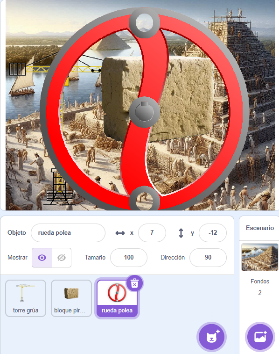 Objeto rueda polea x 7 y -12
Mostrar Tamaño 100 Dirección 90
torre grúa bloque pir... rueda polea
Escenario
Fondos
2